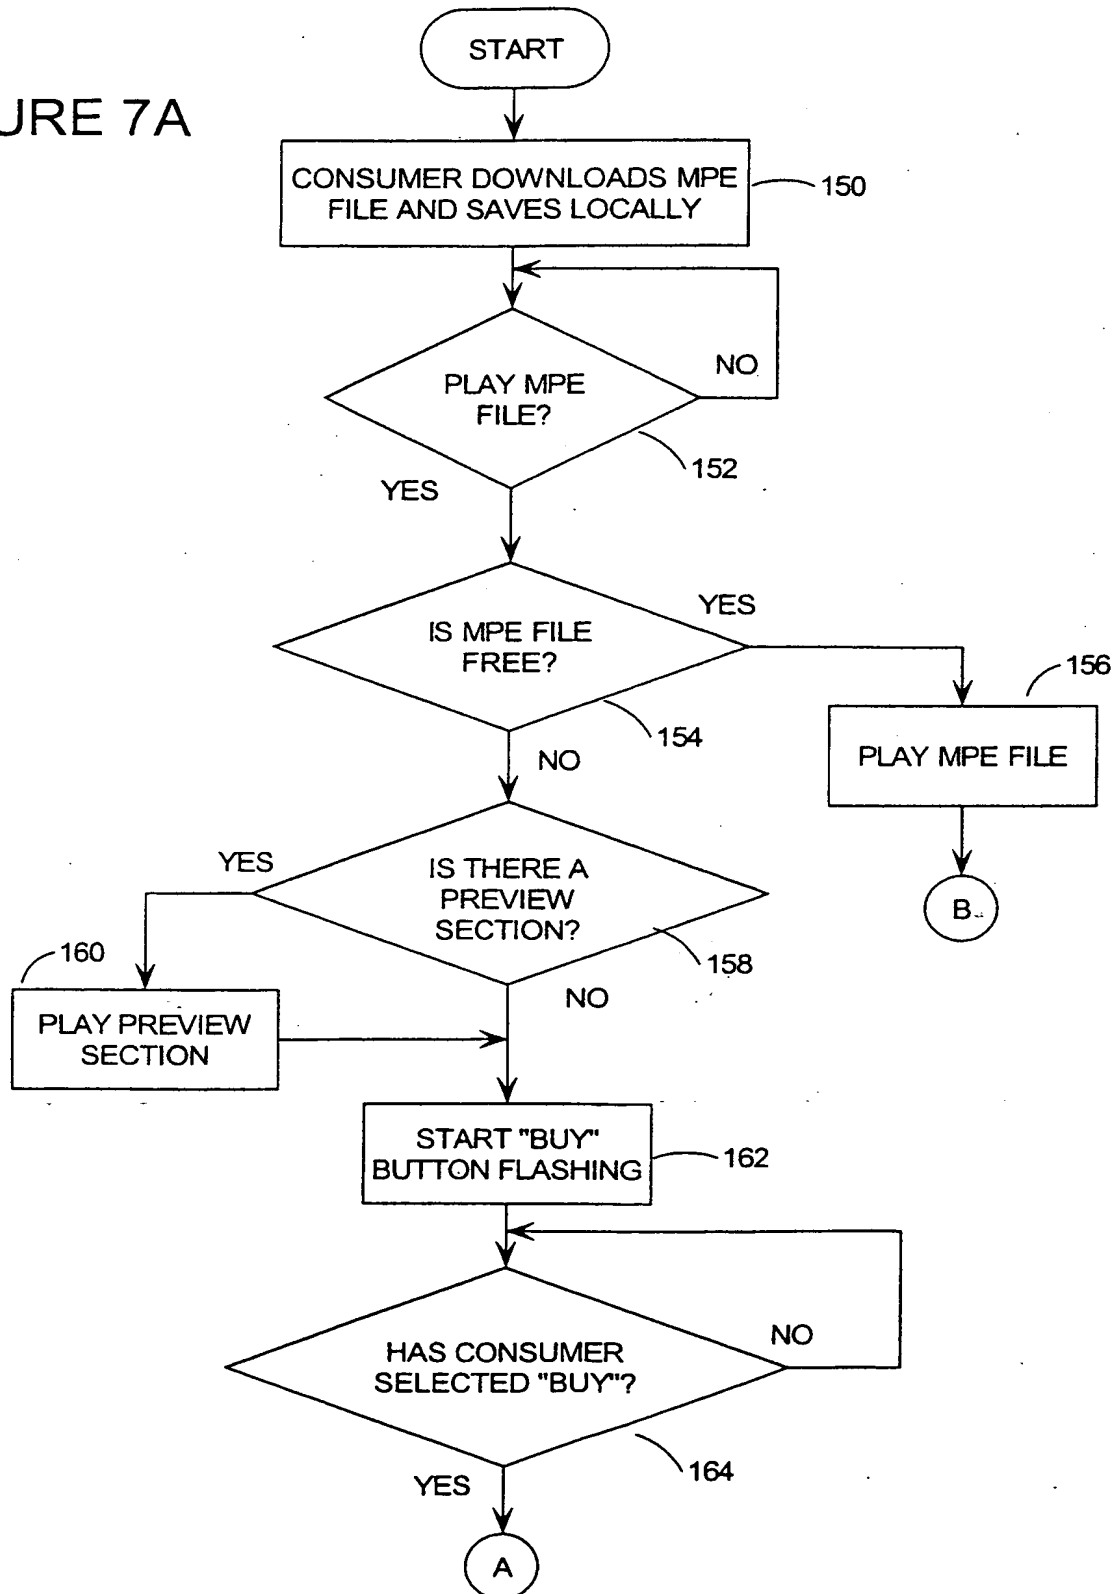 START
URE 7A
CONSUMER DOWNLOADS MPE
FILE AND SAVES LOCALLY
150
PLAY MPE
FILE?
NO
152
YES
IS MPE FILE
FREE?
YES
154
NO
156
PLAY MPE FILE
B
IS THERE A
PREVIEW
SECTION?
YES
158
NO
160
PLAY PREVIEW
SECTION
START "BUY"
BUTTON FLASHING
162
HAS CONSUMER
SELECTED "BUY"?
NO
164
YES
A